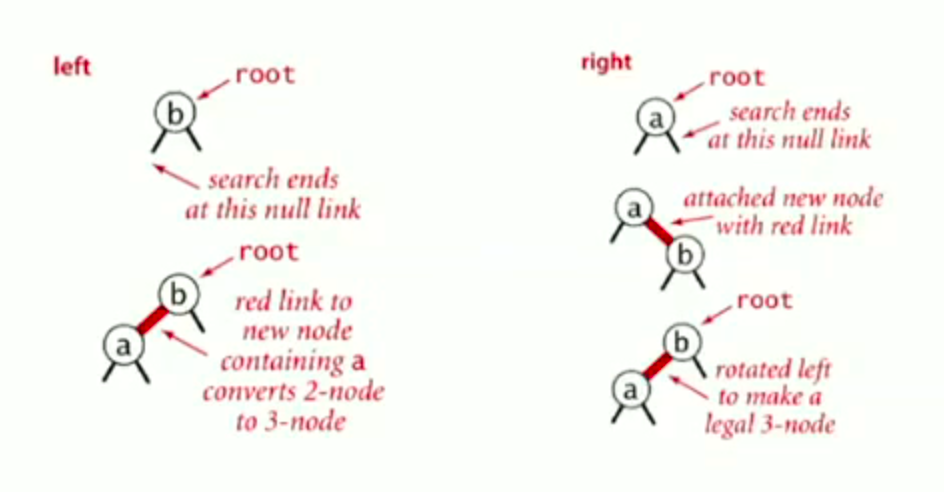 left
root
b
search ends
at this null link
root
b
a
red link to
new node
containing a
converts 2-node
to 3-node
right
root
a
search ends
at this null link
a
attached new node
with red link
b
root
b
a
rotated left
to make a
legal 3-node